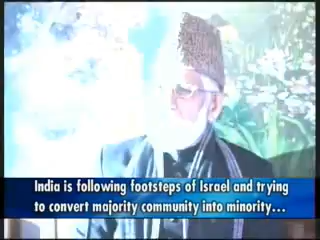 India is following footsteps of Israel and trying
to convert majority community into minority...